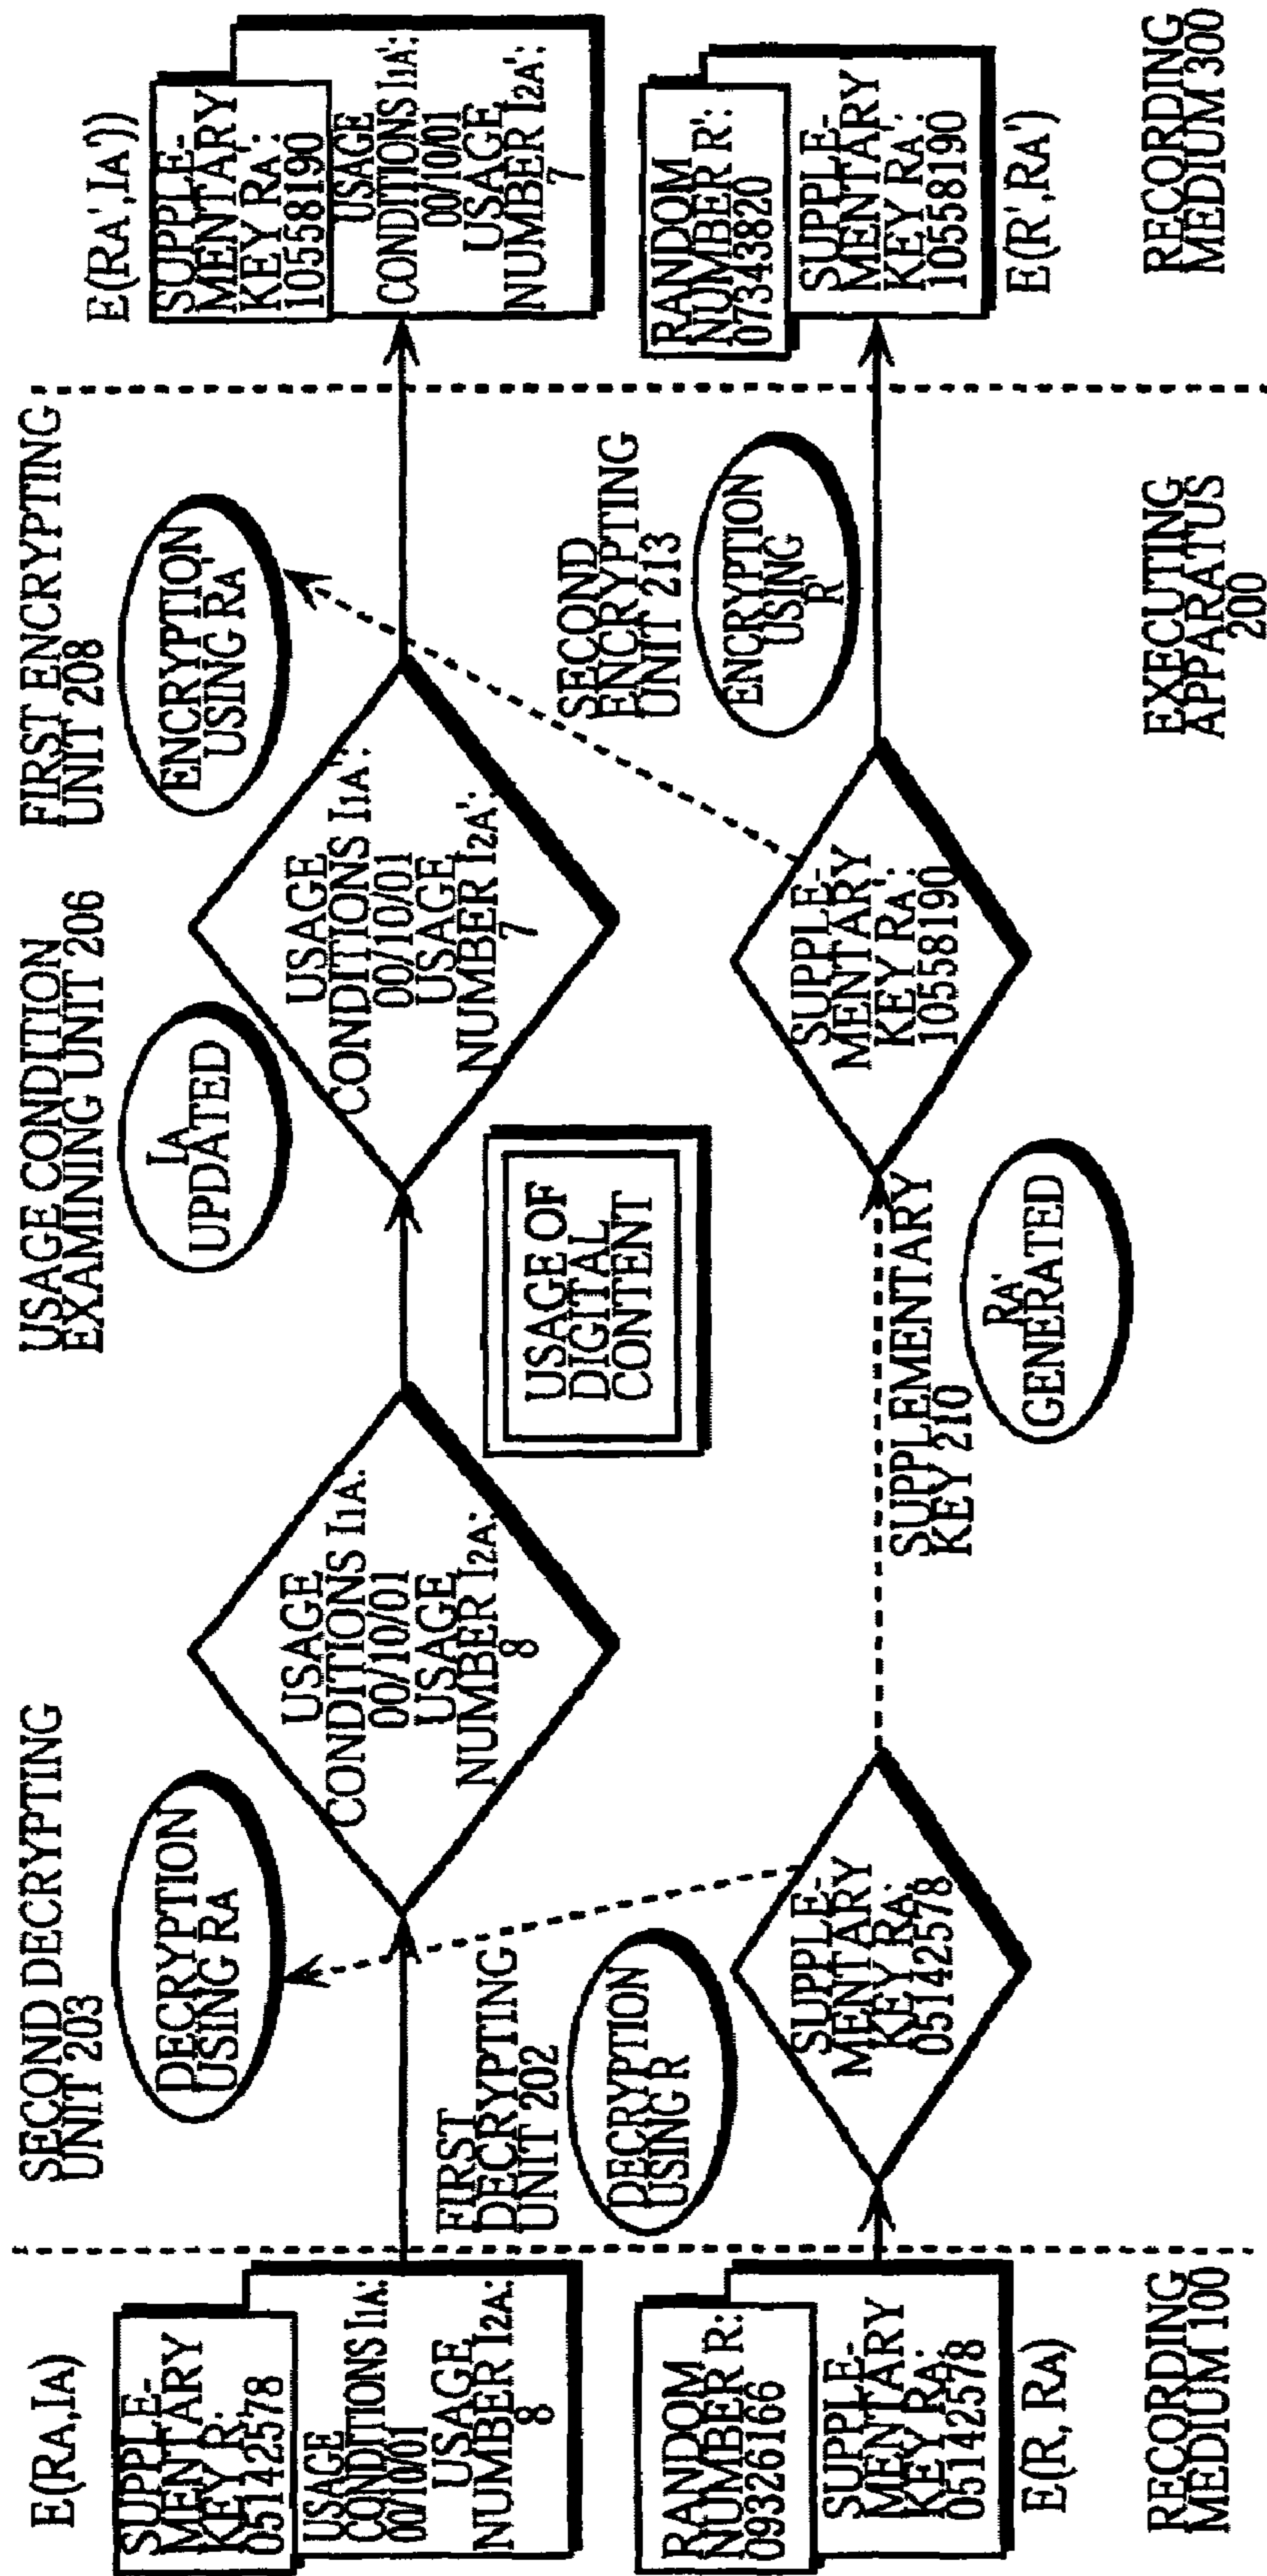 E(RA,IA)
SUPPLE-
MENTARY
KEY R:
05142578
USAGE
CONDITIONS I1A:
00/10/01
USAGE
NUMBER I2A:
8
RANDOM
NUMBER R:
09326166
SUPPLE-
MENTARY
KEY RA:
05142578
E(R, RA)
RECORDING
MEDIUM 100
SECOND DECRYPTING
UNIT 203
DECRYPTION
USING RA
FIRST
DECRYPTING
UNIT 202
DECRYPTION
USING R
USAGE
CONDITIONS I1A:
00/10/01
USAGE
NUMBER I2A:
8
SUPPLE-
MENTARY
KEY RA:
05142578
USAGE CONDITION
EXAMINING UNIT 206
IA
UPDATED
USAGE OF
DIGITAL
CONTENT
SUPPLEMENTARY
KEY 210
RA'
GENERATED
FIRST ENCRYPTING
UNIT 208
ENCRYPTION
USING RA'
USAGE
CONDITIONS I1A':
00/10/01
USAGE
NUMBER I2A':
7
SECOND
ENCRYPTING
UNIT 213
ENCRYPTION
USING
R'
SUPPLE-
MENTARY
KEY RA':
10558190
EXECUTING
APPARATUS
200
E(RA',IA'))
SUPPLE-
MENTARY
KEY RA':
10558190
USAGE
CONDITIONS I1A':
00/10/01
USAGE
NUMBER I2A':
7
RANDOM
NUMBER R':
07343820
SUPPLE-
MENTARY
KEY RA':
10558190
E(R',RA')
RECORDING
MEDIUM 300